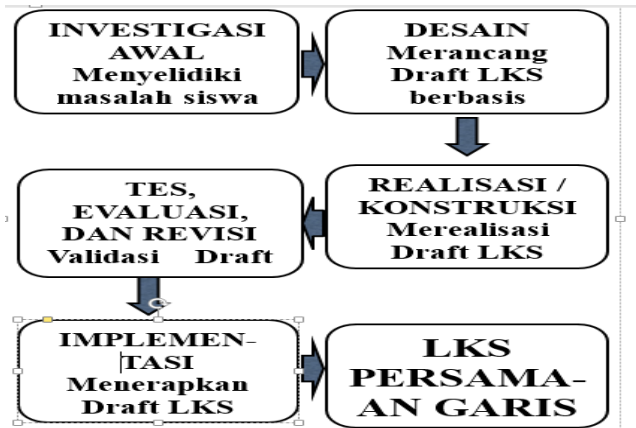 INVESTIGASI
AWAL
Menyelidiki
masalah siswa
DESAIN
Merancang
Draft LKS
berbasis
REALISASI /
KONSTRUKSI
Merealisasi
Draft LKS
TES,
EVALUASI,
DAN REVISI
Validasi Draft
IMPLEMEN-
TASI
Menerapkan
Draft LKS
LKS
PERSAMA-
AN GARIS